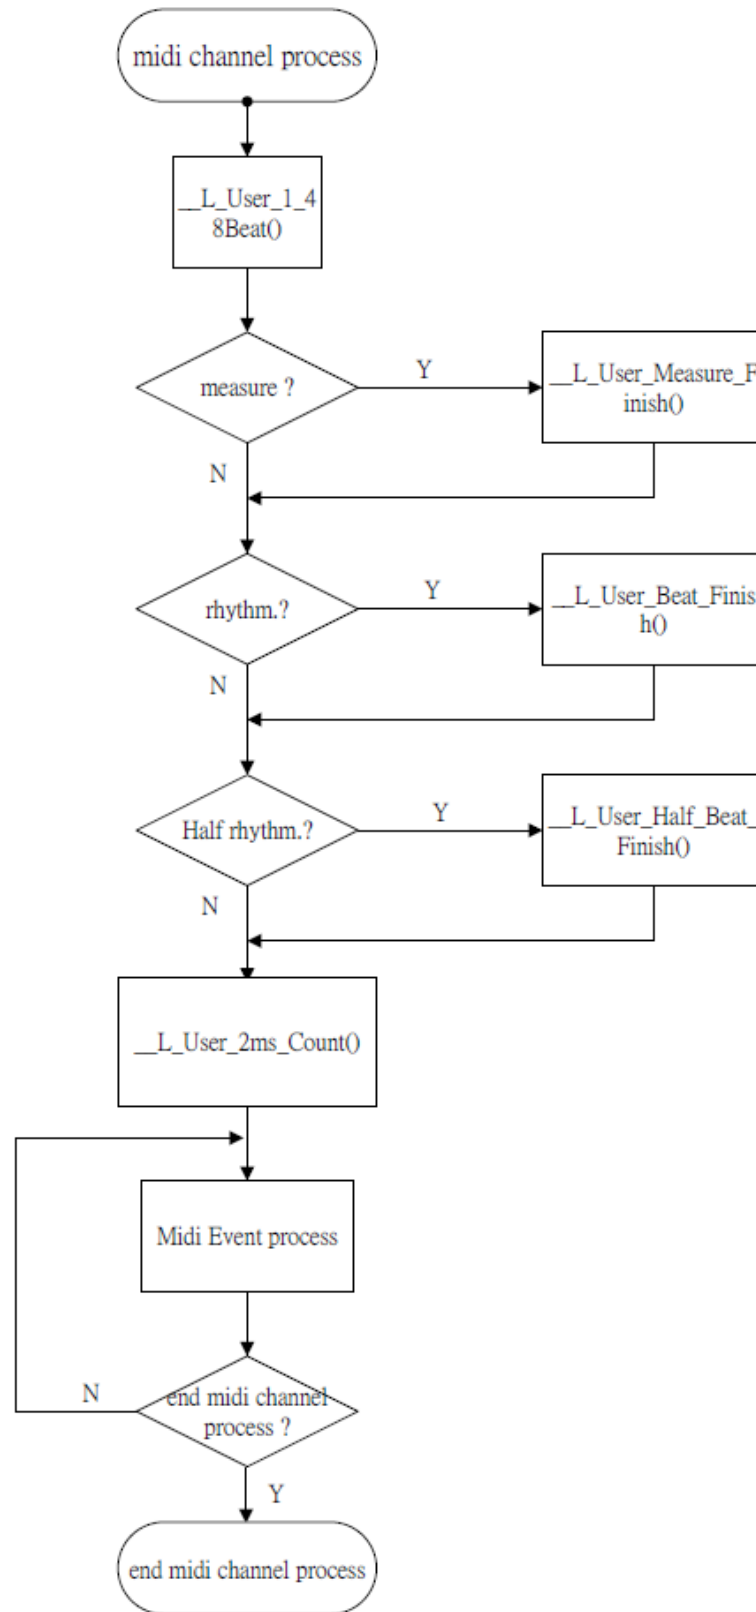 midi channel process
__L_User_1_4
8Beat()
measure ?
Y
__L_User_Measure_F
inish()
N
rhythm.?
Y
__L_User_Beat_Finis
h()
N
Half rhythm.?
Y
__L_User_Half_Beat_
Finish()
N
__L_User_2ms_Count()
Midi Event process
end midi channel
process ?
N
Y
end midi channel process